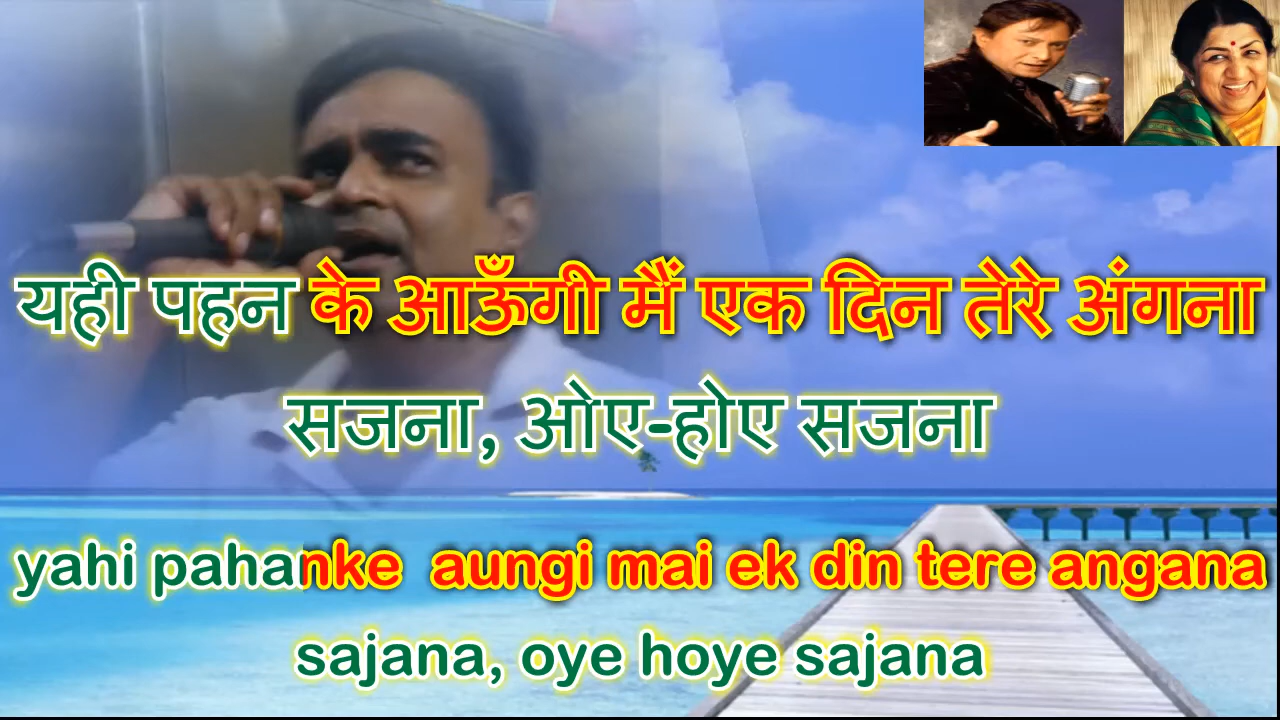 यही पहन के आऊँगी मैं एक दिन तेरे अंगना
सजना, ओए-होए सजना
yahi pahanke aungi mai ek din tere angana
sajana, oye hoye sajana